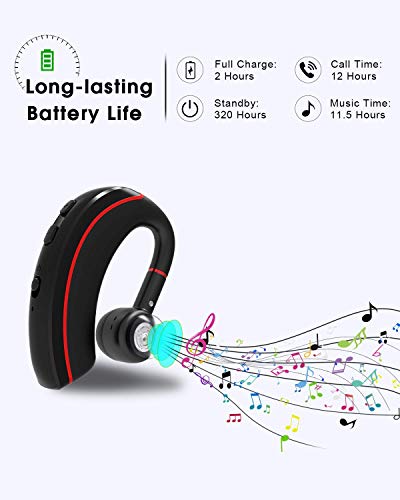 Long-lasting
Battery Life
Full Charge:
2 Hours
Call Time:
12 Hours
Standby:
320 Hours
Music Time:
11.5 Hours